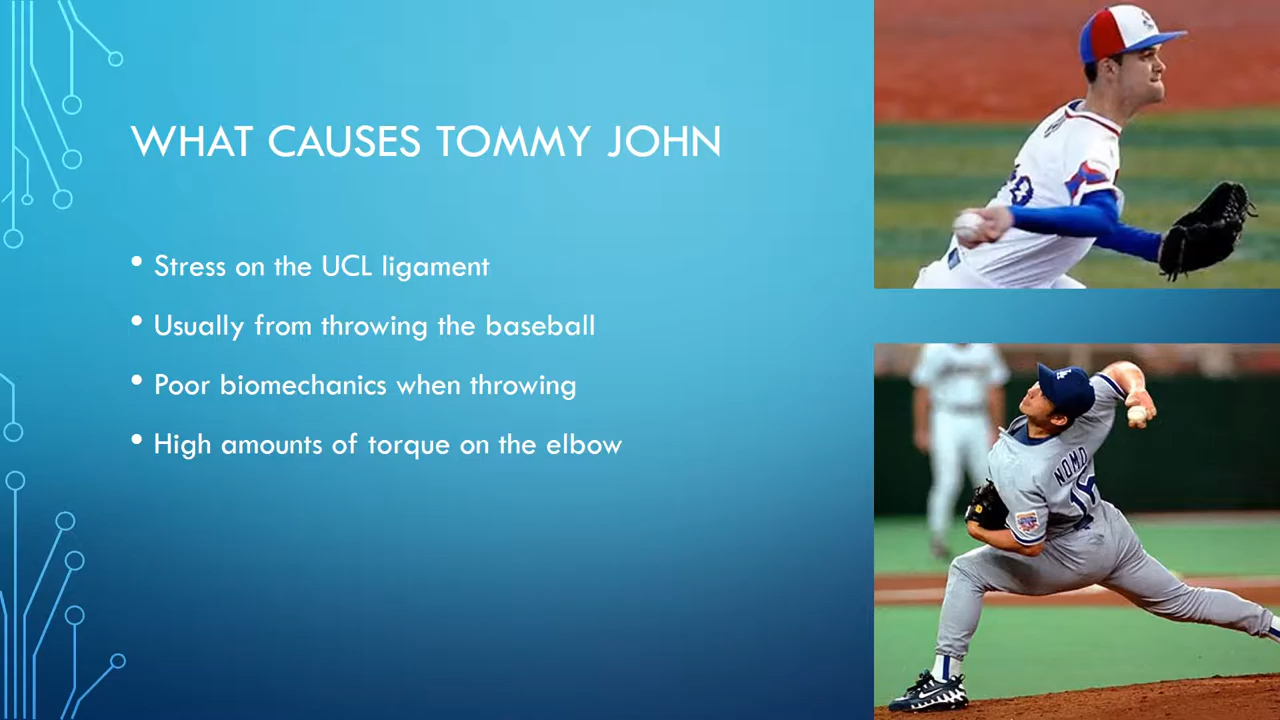 WHAT CAUSES TOMMY JOHN
• Stress on the UCL ligament
• Usually from throwing the baseball
• Poor biomechanics when throwing
• High amounts of torque on the elbow
NOMO
16